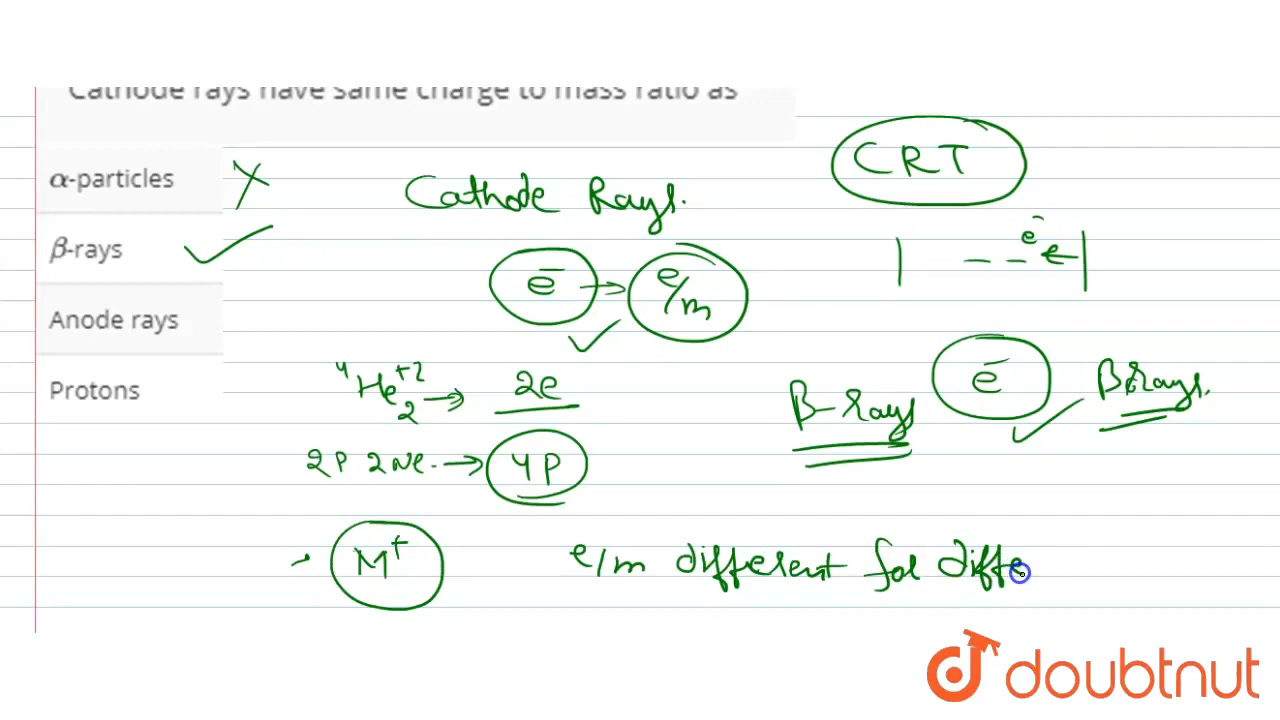 Cathode rays have same charge to mass ratio as
α-particles
β-rays
Anode rays
Protons
CRT
Cathode Rays.
e⁻
e⁻ → e/m
⁴He₂⁺² → 2e
e⁻
β-rays
β-rays.
2P 2Ne. → 4P
M⁺
e/m different for diffe
doubtnut